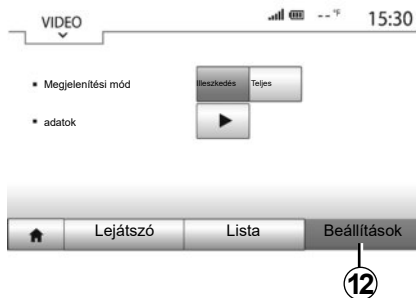 VIDEO --°F 15:30
Megjelenítési mód Illeszkedés Teljes
adatok
Lejátszó Lista Beállítások
12